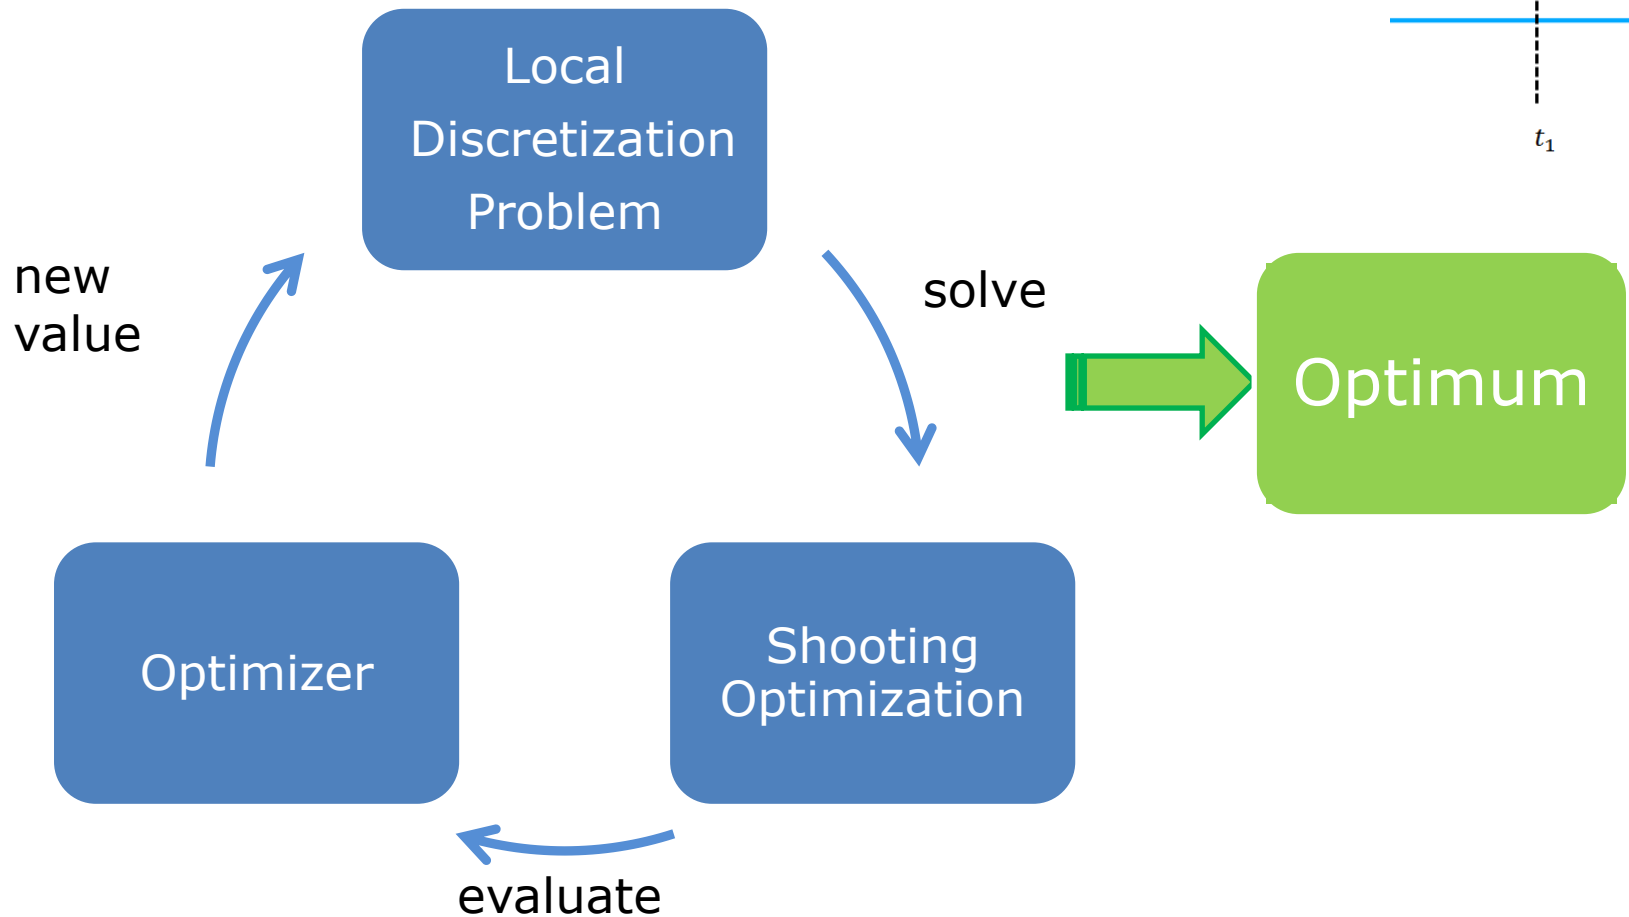 Local
Discretization
Problem
t₁
new
value
solve
Optimum
Optimizer
Shooting
Optimization
evaluate